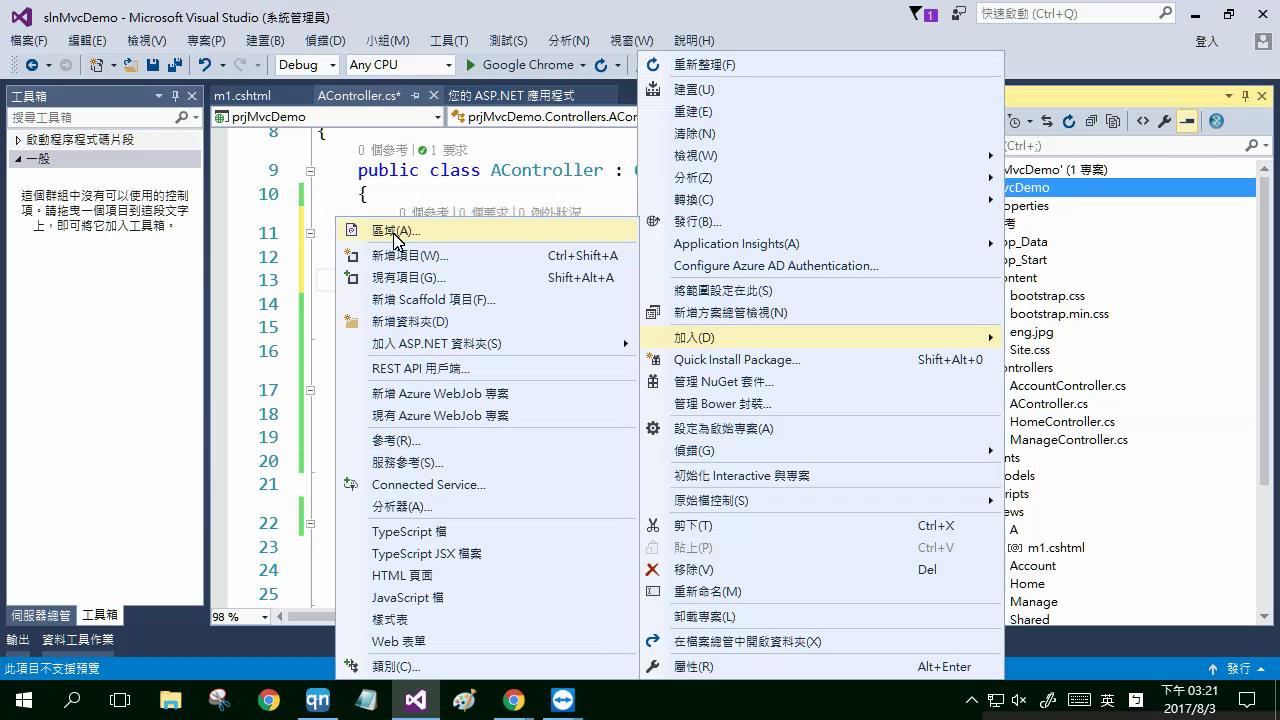 slnMvcDemo - Microsoft Visual Studio (系統管理員)
1
快速啟動 (Ctrl+Q)
檔案(F) 編輯(E) 檢視(V) 專案(P) 建置(B) 偵錯(D) 小組(M) 工具(T) 測試(S) 分析(N) 視窗(W) 說明(H)
登入
Debug Any CPU Google Chrome
工具箱
搜尋工具箱
啟動程序程式碼片段
一般
這個群組中沒有可以使用的控制
項。請拖曳一個項目到這段文字
上，即可將它加入工具箱。
伺服器總管 工具箱
m1.cshtml AController.cs* 您的 ASP.NET 應用程式
prjMvcDemo prjMvcDemo.Controllers.ACon
8 {
0 個參考 | 1 要求
9 public class AController :
10 {
0 個參考 | 0 個要求 | 0 例外狀況
11
12
13
14
15
16
17
18
19
20
21
22
23
24
25
98 %
區域(A)...
新增項目(W)... Ctrl+Shift+A
現有項目(G)... Shift+Alt+A
新增 Scaffold 項目(F)...
新增資料夾(D)
加入 ASP.NET 資料夾(S)
REST API 用戶端...
新增 Azure WebJob 專案
現有 Azure WebJob 專案
參考(R)...
服務參考(S)...
Connected Service...
分析器(A)...
TypeScript 檔
TypeScript JSX 檔案
HTML 頁面
JavaScript 檔
樣式表
Web 表單
類別(C)...
重新整理(F)
建置(U)
重建(E)
清除(N)
檢視(W)
分析(Z)
轉換(C)
發行(B)...
Application Insights(A)
Configure Azure AD Authentication...
將範圍設定在此(S)
新增方案總管檢視(N)
加入(D)
Quick Install Package... Shift+Alt+0
管理 NuGet 套件...
管理 Bower 封裝...
設定為啟始專案(A)
偵錯(G)
初始化 Interactive 與專案
原始檔控制(S)
剪下(T) Ctrl+X
貼上(P) Ctrl+V
移除(V) Del
重新命名(M)
卸載專案(L)
在檔案總管中開啟資料夾(X)
屬性(R) Alt+Enter
Ctrl+;)
MvcDemo' (1 專案)
vcDemo
operties
考
pp_Data
p_Start
ontent
bootstrap.css
bootstrap.min.css
eng.jpg
Site.css
ontrollers
AccountController.cs
AController.cs
HomeController.cs
ManageController.cs
nts
odels
ripts
ews
A
m1.cshtml
Account
Home
Manage
Shared
輸出 資料工具作業
此項目不支援預覽
發行
qn
英
下午 03:21
2017/8/3